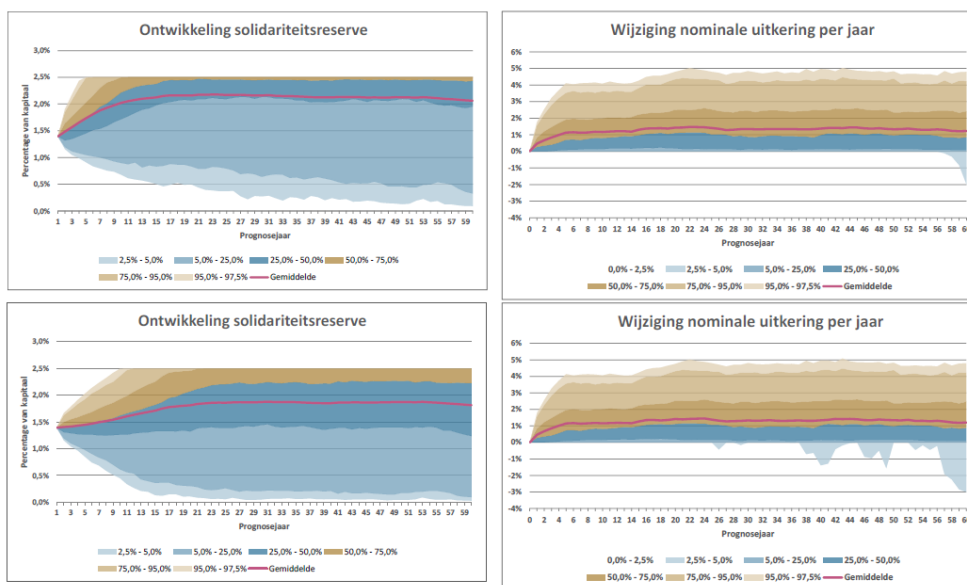 Ontwikkeling solidariteitsreserve
3,0%
2,5%
2,0%
1,5%
1,0%
0,5%
0,0%
Percentage van kapitaal
1 3 5 7 9 11 13 15 17 19 21 23 25 27 29 31 33 35 37 39 41 43 45 47 49 51 53 55 57 59
Prognosejaar
2,5% - 5,0% 5,0% - 25,0% 25,0% - 50,0% 50,0% - 75,0%
75,0% - 95,0% 95,0% - 97,5% Gemiddelde
Wijziging nominale uitkering per jaar
6%
5%
4%
3%
2%
1%
0%
-1%
-2%
-3%
-4%
0 2 4 6 8 10 12 14 16 18 20 22 24 26 28 30 32 34 36 38 40 42 44 46 48 50 52 54 56 58 60
Prognosejaar
0,0% - 2,5% 2,5% - 5,0% 5,0% - 25,0% 25,0% - 50,0%
50,0% - 75,0% 75,0% - 95,0% 95,0% - 97,5% Gemiddelde
Ontwikkeling solidariteitsreserve
3,0%
2,5%
2,0%
1,5%
1,0%
0,5%
0,0%
Percentage van kapitaal
1 3 5 7 9 11 13 15 17 19 21 23 25 27 29 31 33 35 37 39 41 43 45 47 49 51 53 55 57 59
Prognosejaar
2,5% - 5,0% 5,0% - 25,0% 25,0% - 50,0% 50,0% - 75,0%
75,0% - 95,0% 95,0% - 97,5% Gemiddelde
Wijziging nominale uitkering per jaar
6%
5%
4%
3%
2%
1%
0%
-1%
-2%
-3%
-4%
0 2 4 6 8 10 12 14 16 18 20 22 24 26 28 30 32 34 36 38 40 42 44 46 48 50 52 54 56 58 60
Prognosejaar
0,0% - 2,5% 2,5% - 5,0% 5,0% - 25,0% 25,0% - 50,0%
50,0% - 75,0% 75,0% - 95,0% 95,0% - 97,5% Gemiddelde